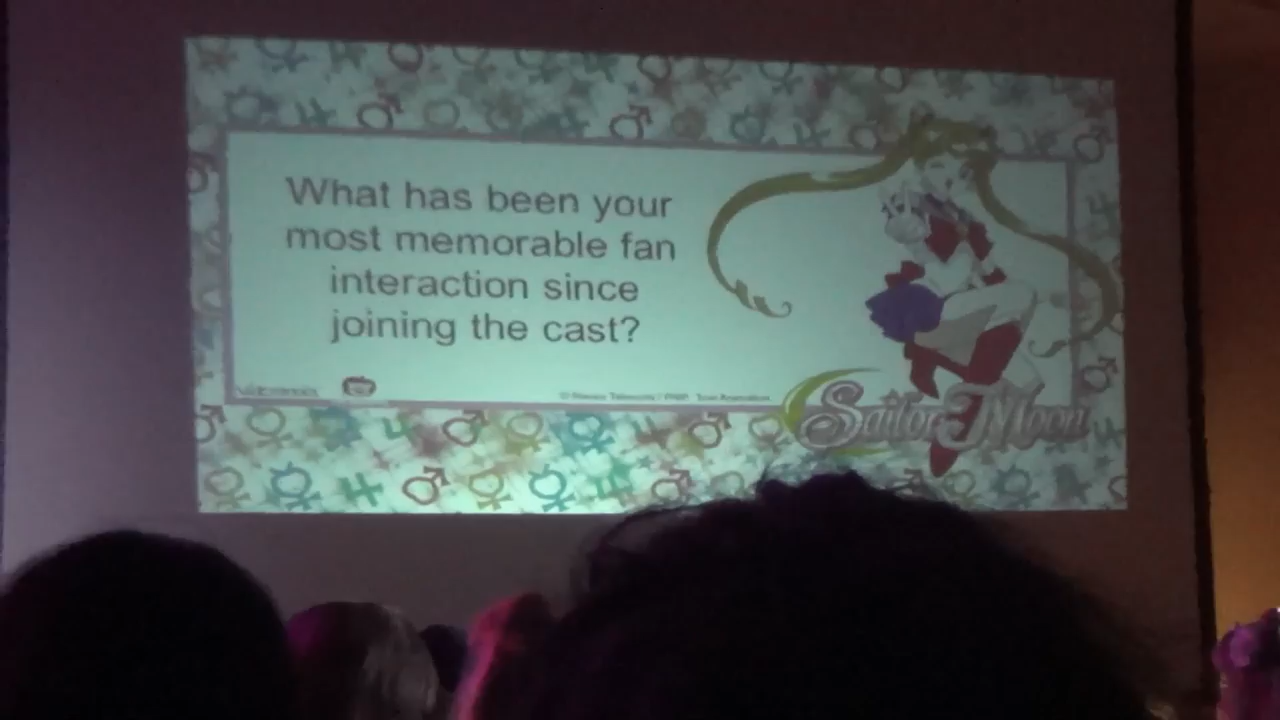 What has been your
most memorable fan
interaction since
joining the cast?
Sailor Moon